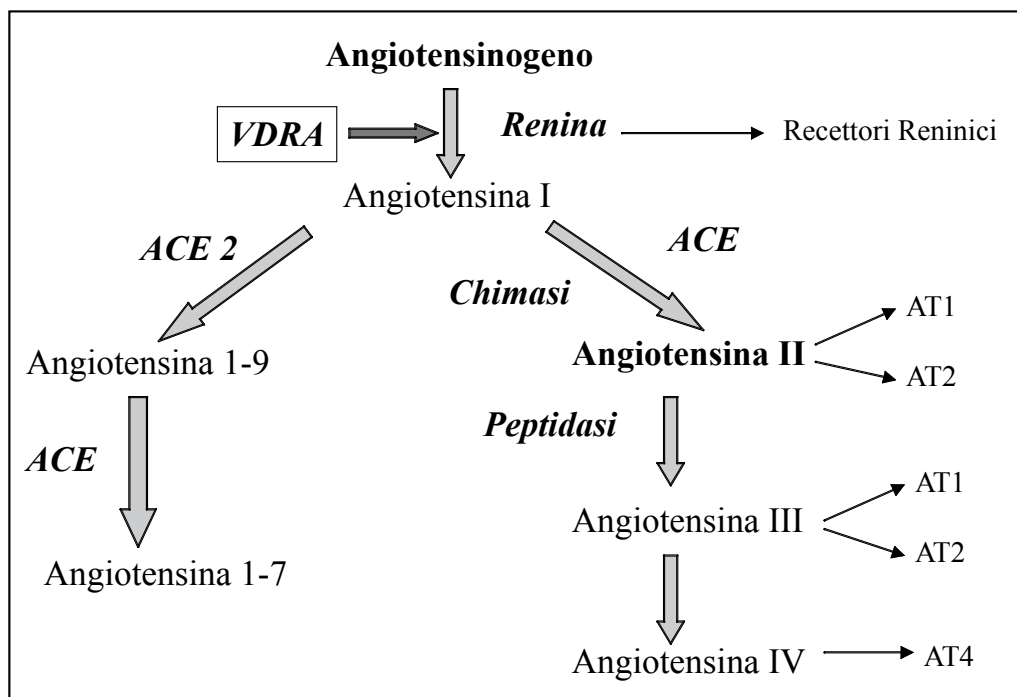 Angiotensinogeno
VDRA
Renina
Recettori Reninici
Angiotensina I
ACE 2
ACE
Chimasi
AT1
Angiotensina 1-9
Angiotensina II
AT2
Peptidasi
ACE
AT1
Angiotensina III
AT2
Angiotensina 1-7
Angiotensina IV
AT4